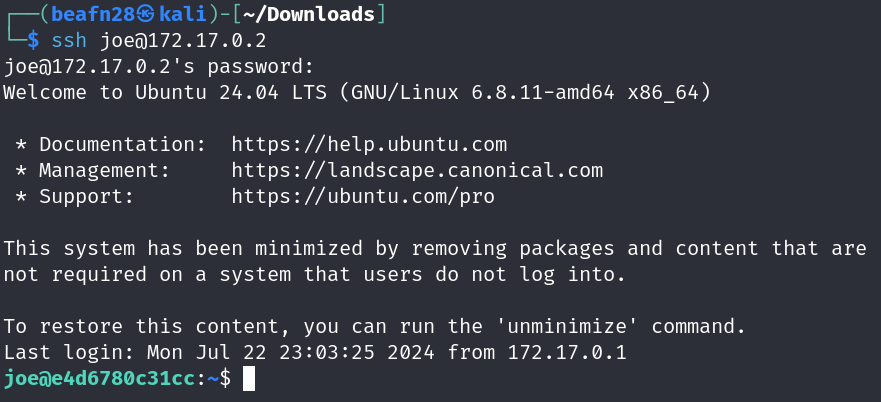 ┌──(beafn28㉿kali)-[~/Downloads]
└─$ ssh joe@172.17.0.2
joe@172.17.0.2's password:
Welcome to Ubuntu 24.04 LTS (GNU/Linux 6.8.11-amd64 x86_64)
* Documentation:  https://help.ubuntu.com
* Management:     https://landscape.canonical.com
* Support:        https://ubuntu.com/pro
This system has been minimized by removing packages and content that are
not required on a system that users do not log into.
To restore this content, you can run the 'unminimize' command.
Last login: Mon Jul 22 23:03:25 2024 from 172.17.0.1
joe@e4d6780c31cc:~$